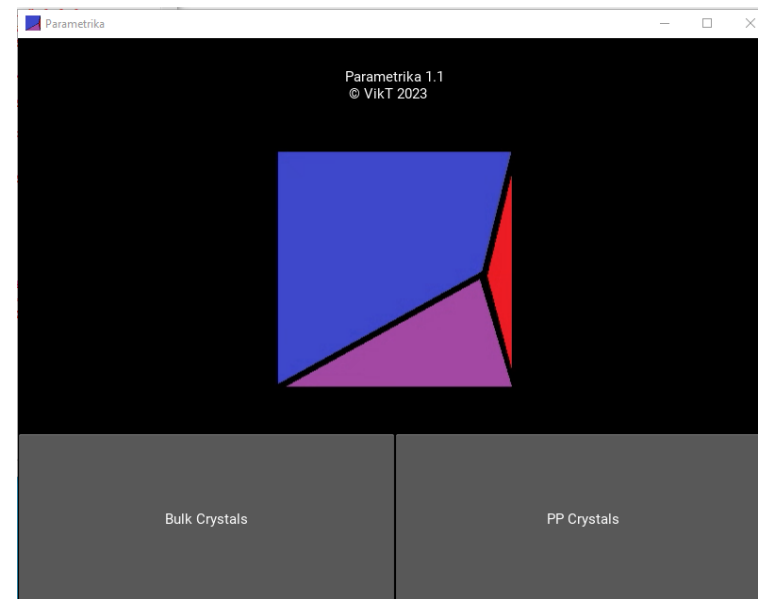 Parametrika
Parametrika 1.1
© VikT 2023
Bulk Crystals
PP Crystals